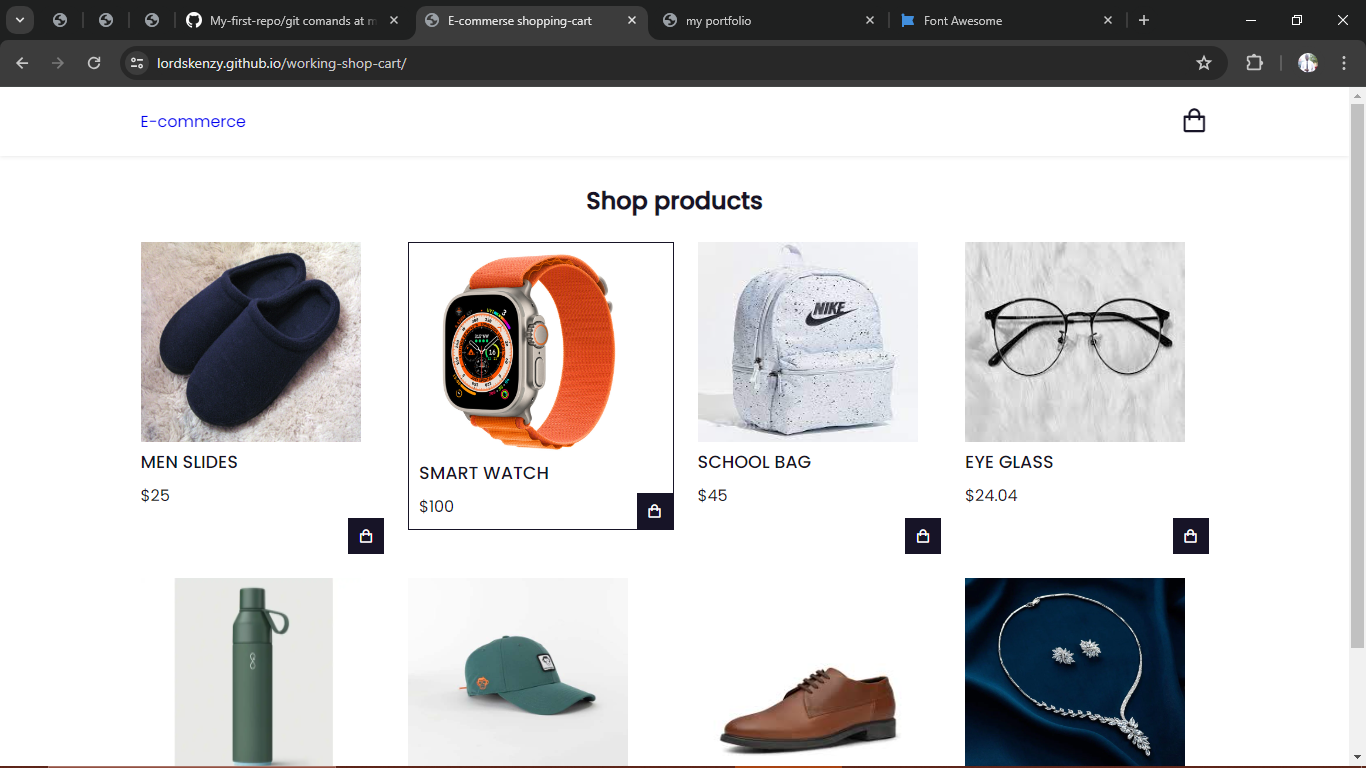 My-first-repo/git comands at m
E-commerse shopping-cart
my portfolio
Font Awesome
lordskenzy.github.io/working-shop-cart/
E-commerce
Shop products
NIKE
MEN SLIDES
SMART WATCH
SCHOOL BAG
EYE GLASS
$25
$100
$45
$24.04